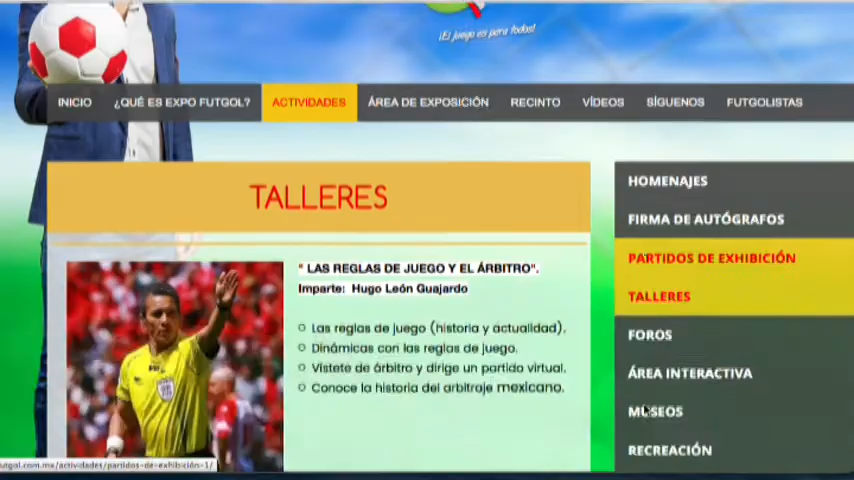 ¡El juego es para todos!
INICIO ¿QUÉ ES EXPO FUTGOL? ACTIVIDADES ÁREA DE EXPOSICIÓN RECINTO VÍDEOS SÍGUENOS FUTGOLISTAS
TALLERES
" LAS REGLAS DE JUEGO Y EL ÁRBITRO".
Imparte: Hugo León Guajardo
Las reglas de juego (historia y actualidad).
Dinámicas con las reglas de juego.
Vístete de árbitro y dirige un partido virtual.
Conoce la historia del arbitraje mexicano.
HOMENAJES
FIRMA DE AUTÓGRAFOS
PARTIDOS DE EXHIBICIÓN
TALLERES
FOROS
ÁREA INTERACTIVA
MUSEOS
RECREACIÓN
futgol.com.mx/actividades/partidos-de-exhibición-1/